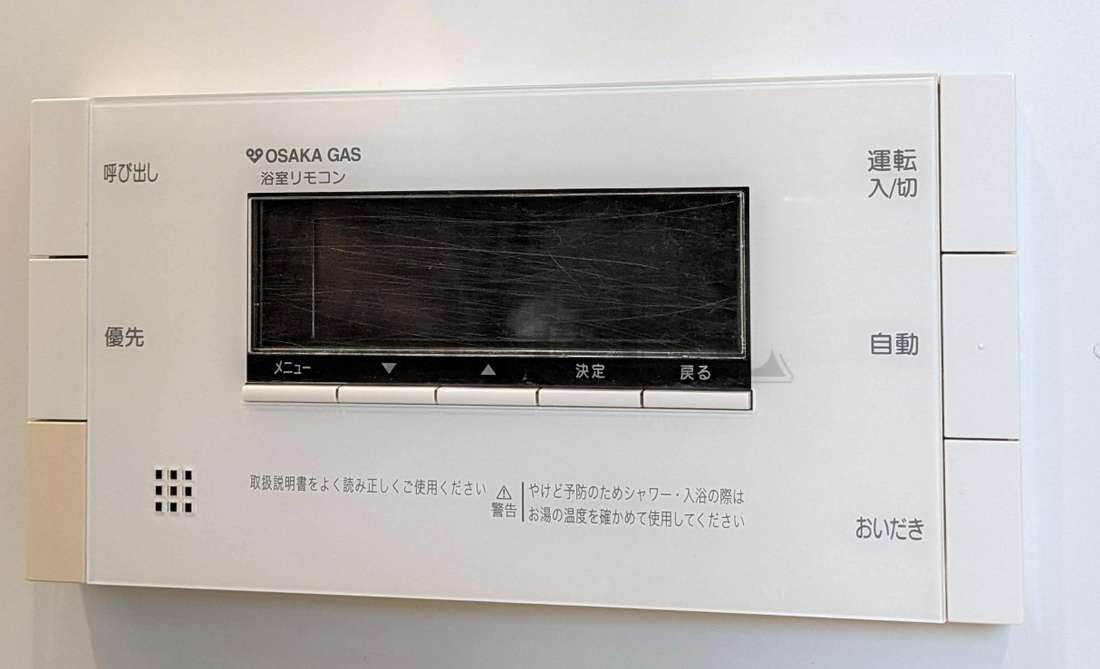 OSAKA GAS
浴室リモコン
呼び出し
運転
入/切
優先
自動
メニュー ▼ ▲ 決定 戻る
取扱説明書をよく読み正しくご使用ください
警告
やけど予防のためシャワー・入浴の際は
お湯の温度を確かめて使用してください
おいだき